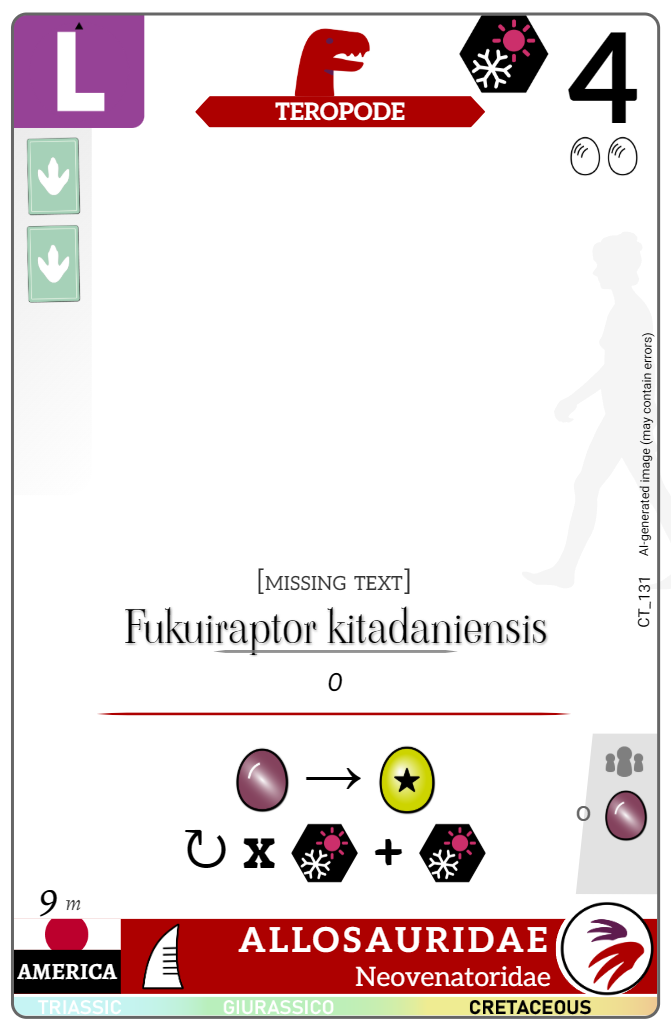 L
TEROPODE
4
AI-generated image (may contain errors)
CT_131
[MISSING TEXT]
Fukuiraptor kitadaniensis
0
x
+
0
9 m
AMERICA
ALLOSAURIDAE
Neovenatoridae
TRIASSIC
GIURASSICO
CRETACEOUS